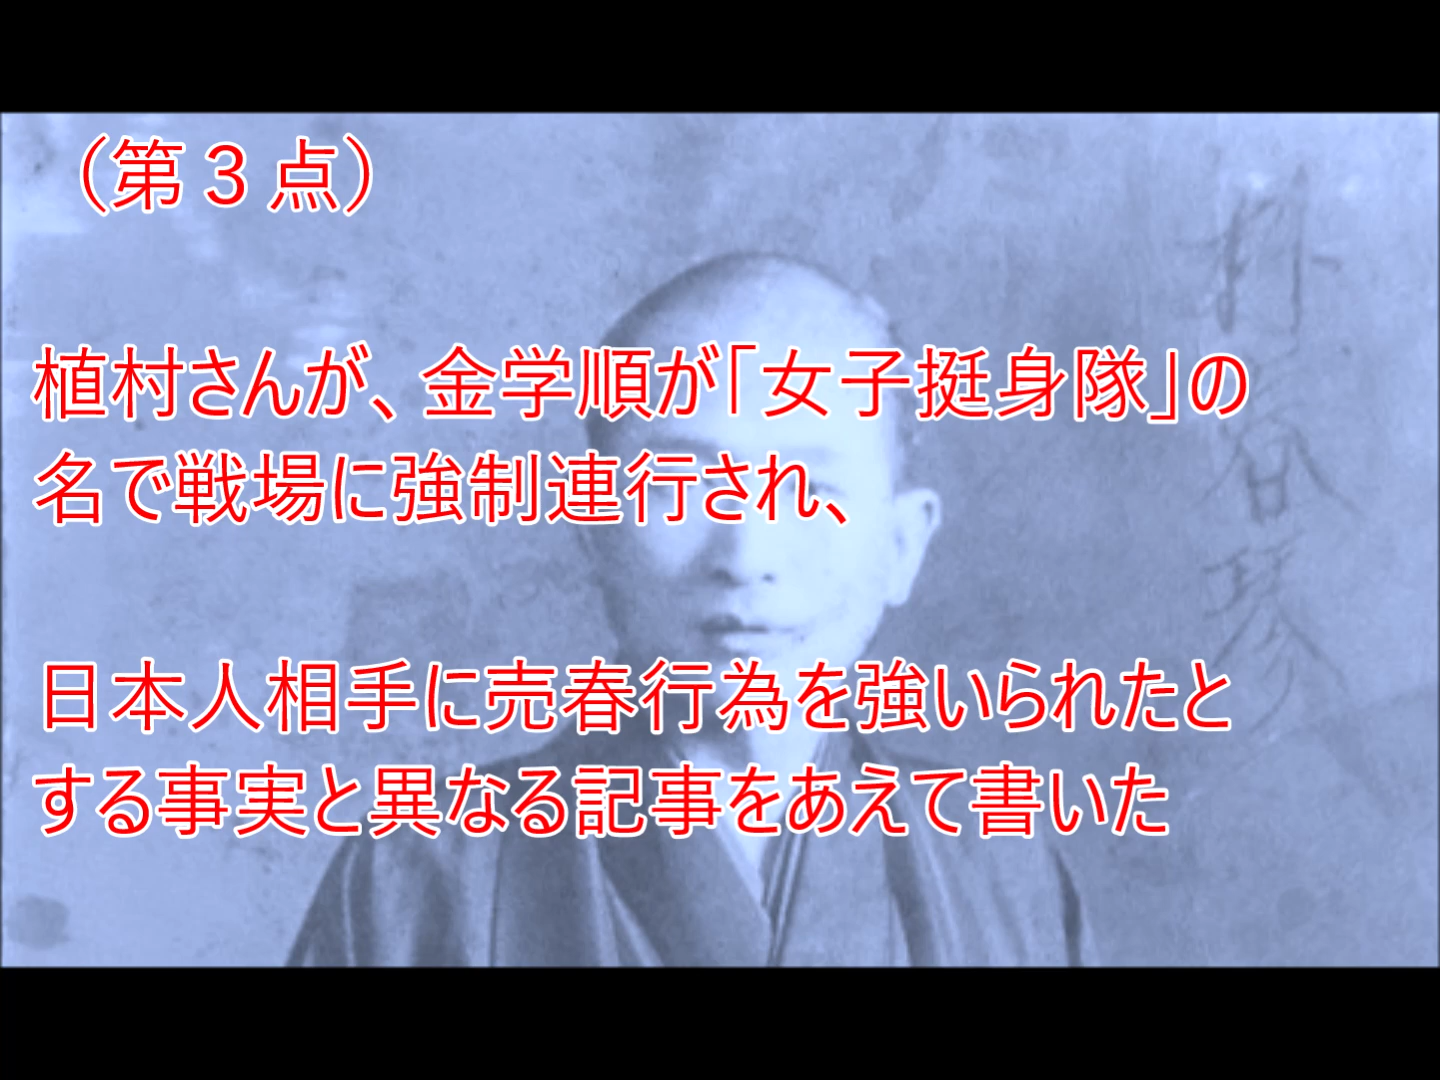 （第３点）
植村さんが、金学順が「女子挺身隊」の
名で戦場に強制連行され、
日本人相手に売春行為を強いられたと
する事実と異なる記事をあえて書いた